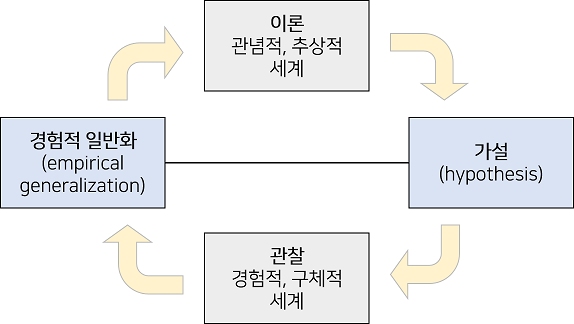 이론
관념적, 추상적
세계
경험적 일반화
(empirical
generalization)
가설
(hypothesis)
관찰
경험적, 구체적
세계